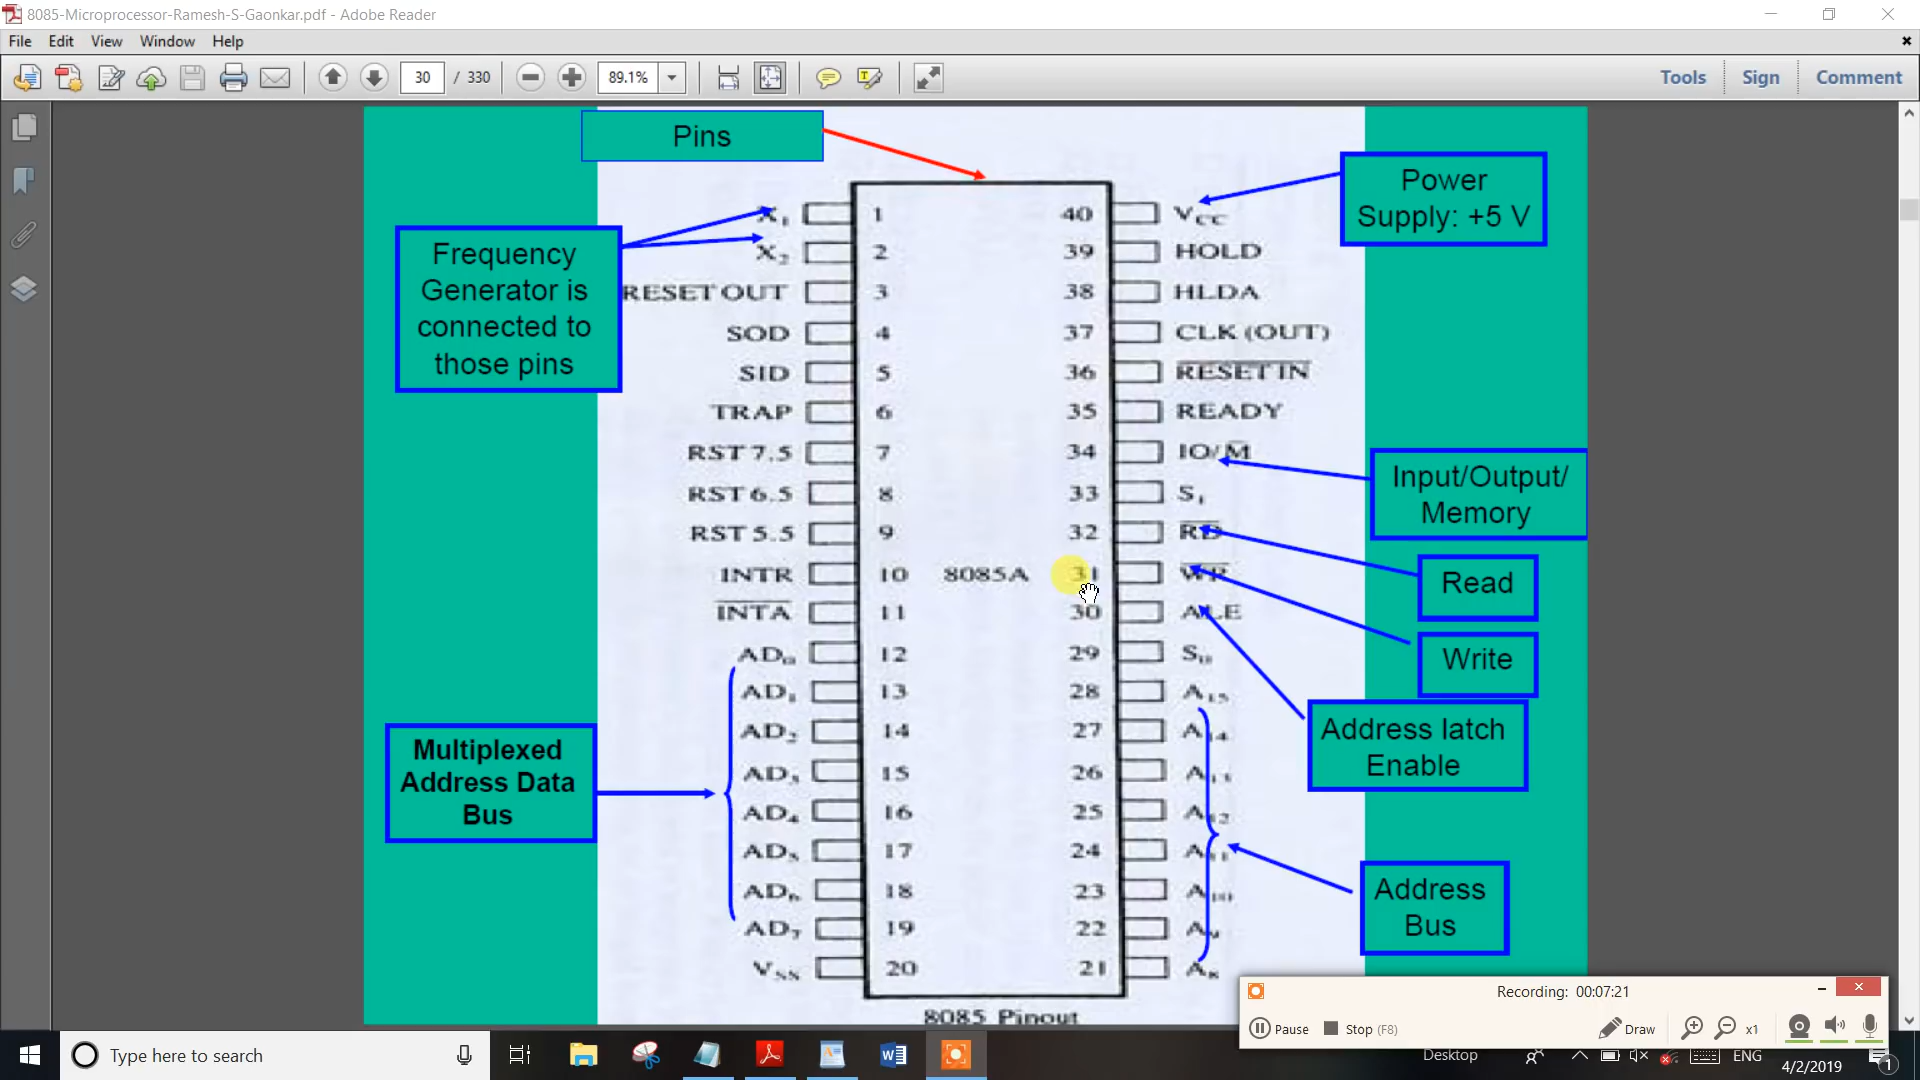 8085-Microprocessor-Ramesh-S-Gaonkar.pdf - Adobe Reader
File Edit View Window Help
30 / 330 89.1% Tools Sign Comment
Pins
Power
Supply: +5 V
Frequency
Generator is
connected to
those pins
X1 1 40 VCC
X2 2 39 HOLD
RESET OUT 3 38 HLDA
SOD 4 37 CLK (OUT)
SID 5 36 RESET IN
TRAP 6 35 READY
RST 7.5 7 34 IO/M
RST 6.5 8 33 S1
RST 5.5 9 32 RD
INTR 10 8085A 31 WR
INTA 11 30 ALE
AD0 12 29 S0
AD1 13 28 A15
AD2 14 27 A14
AD3 15 26 A13
AD4 16 25 A12
AD5 17 24 A11
AD6 18 23 A10
AD7 19 22 A9
VSS 20 21 A8
8085 Pinout
Input/Output/
Memory
Read
Write
Address latch
Enable
Multiplexed
Address Data
Bus
Address
Bus
Recording: 00:07:21
Pause Stop (F8) Draw x1
Type here to search
Desktop ENG
4/2/2019 1